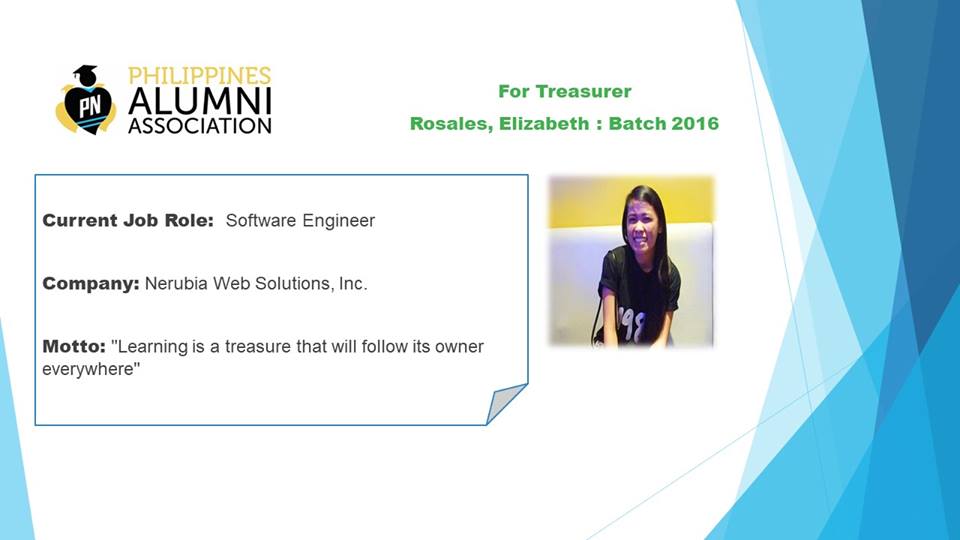 PN
PHILIPPINES
ALUMNI
ASSOCIATION
For Treasurer
Rosales, Elizabeth : Batch 2016
Current Job Role: Software Engineer
Company: Nerubia Web Solutions, Inc.
Motto: "Learning is a treasure that will follow its owner
everywhere"